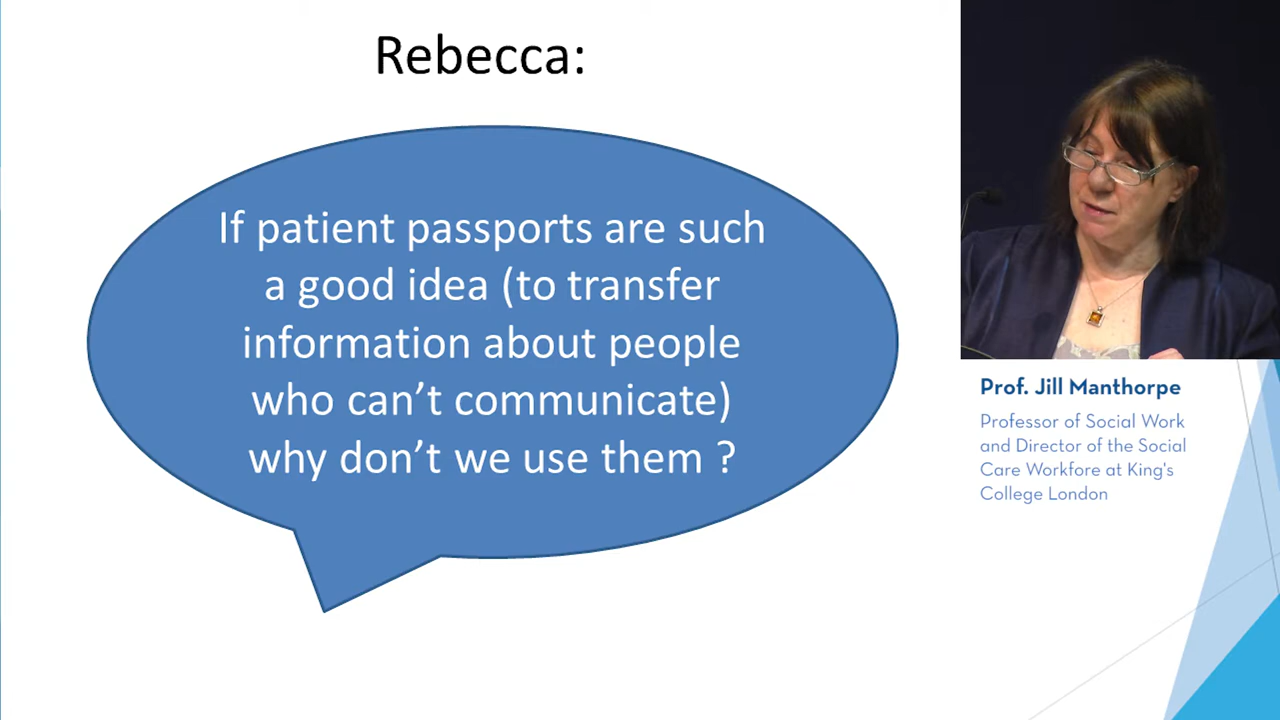 Rebecca:
If patient passports are such
a good idea (to transfer
information about people
who can't communicate)
why don't we use them ?
Prof. Jill Manthorpe
Professor of Social Work
and Director of the Social
Care Workfore at King's
College London